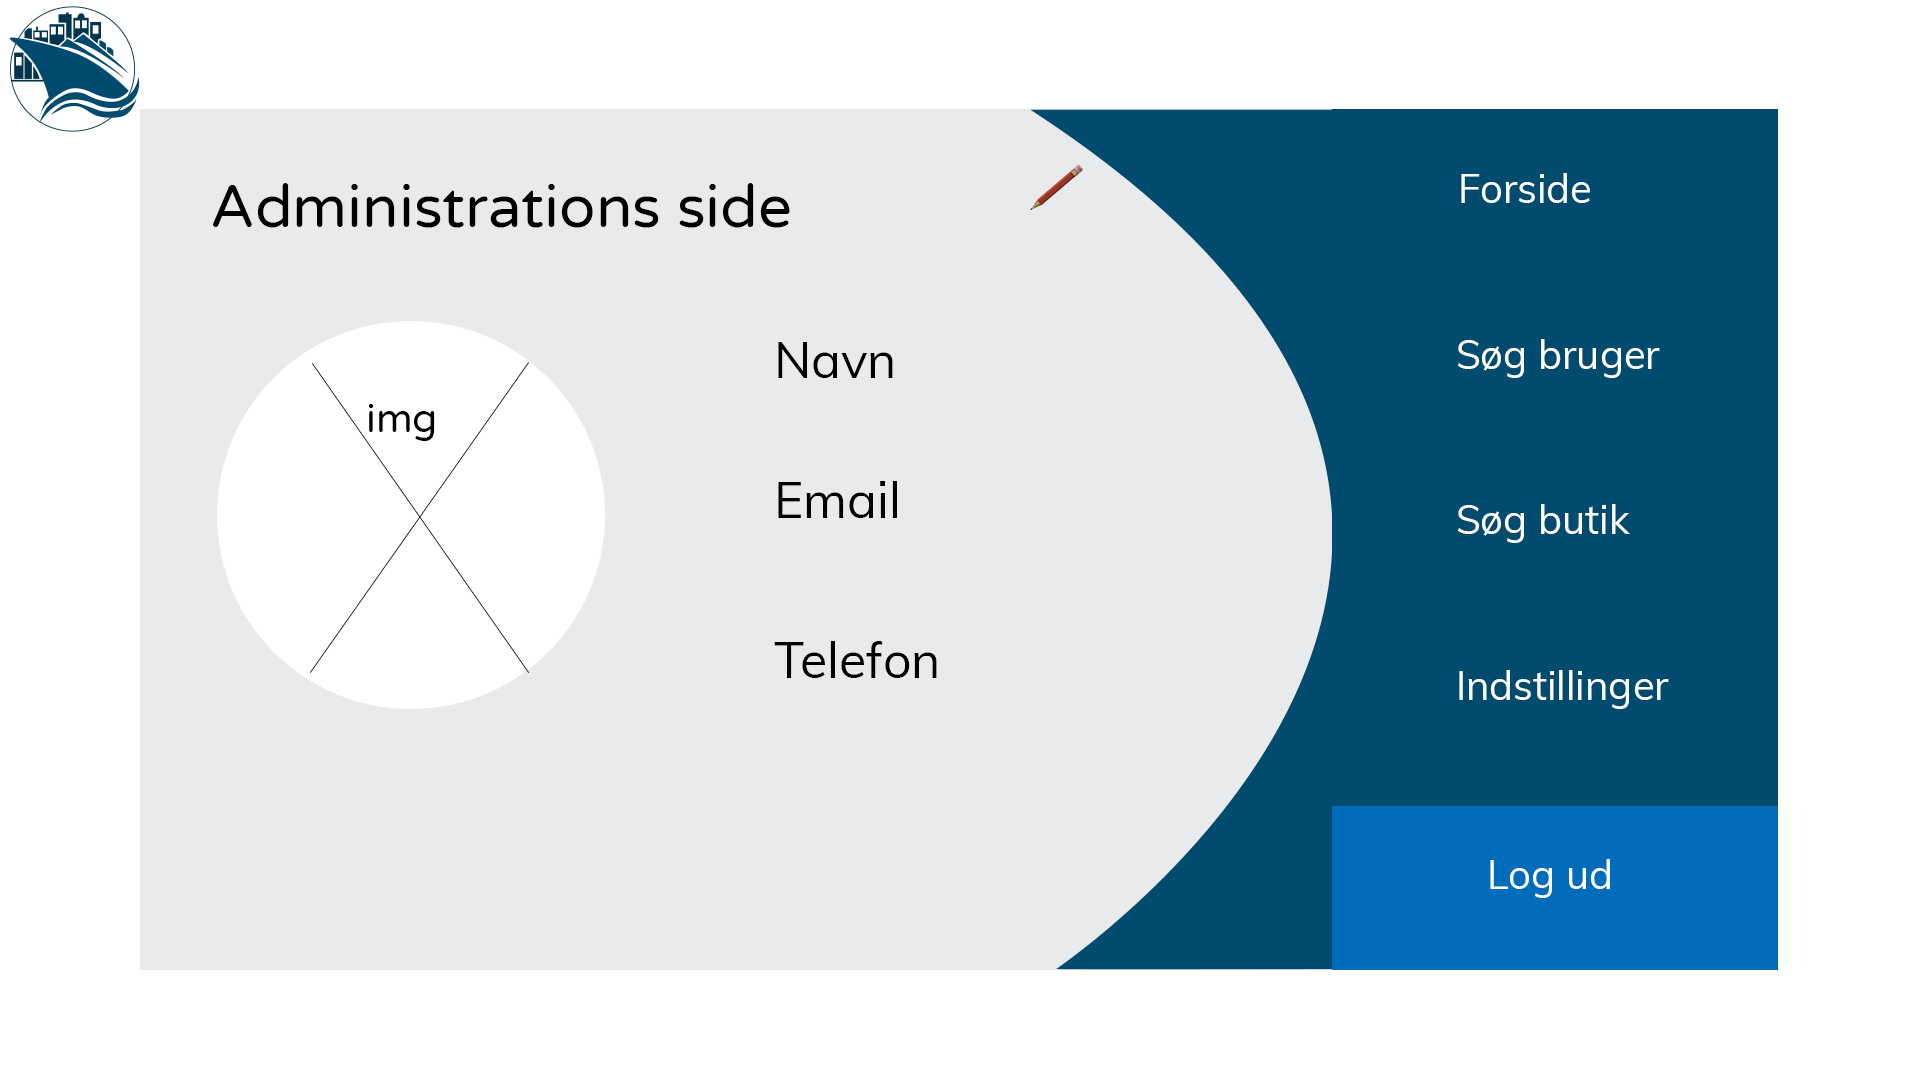 Administrations side
img
Navn
Email
Telefon
Forside
Søg bruger
Søg butik
Indstillinger
Log ud